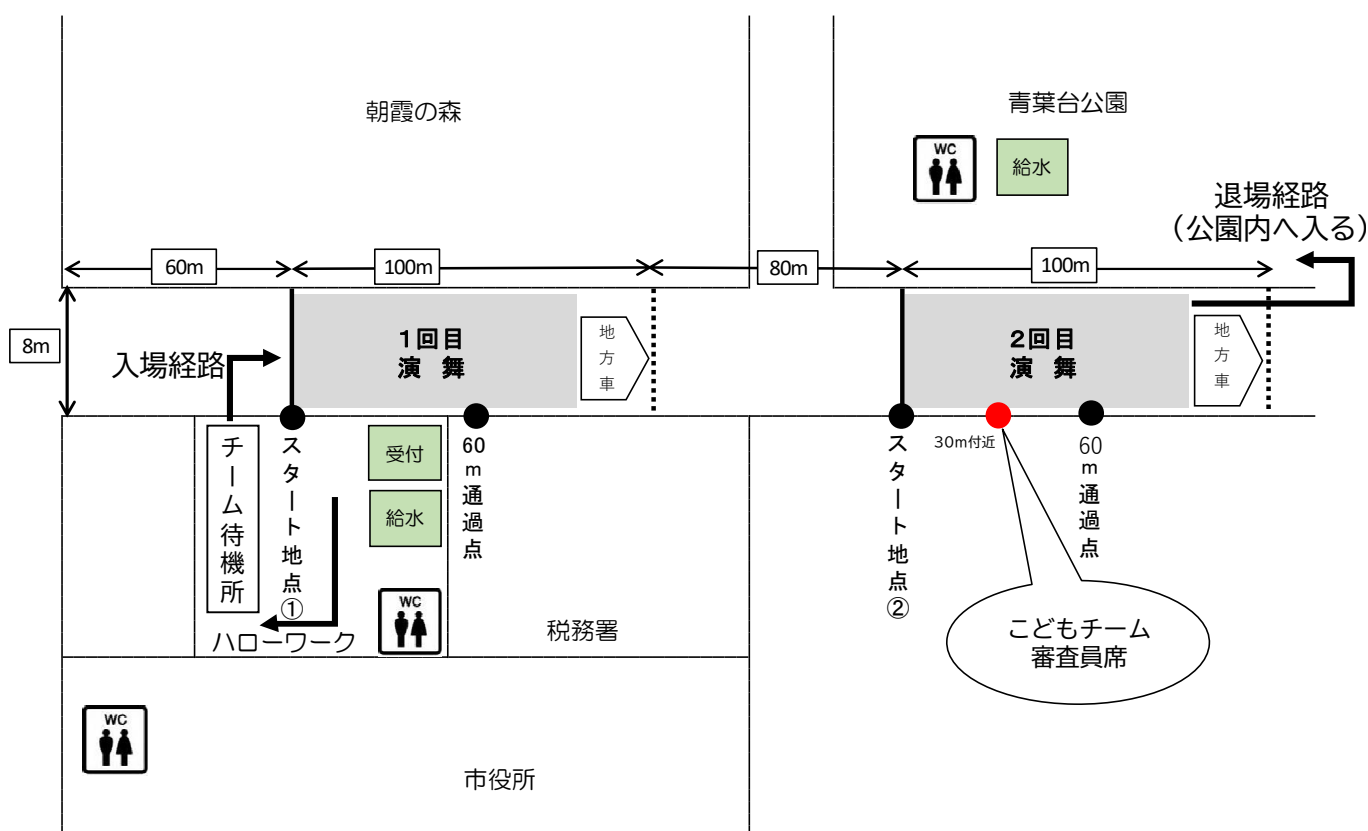 朝霞の森
青葉台公園
WC
給水
退場経路
（公園内へ入る）
60m
100m
80m
100m
8m
入場経路
１回目
演　舞
地方車
２回目
演　舞
地方車
チーム待機所
スタート地点①
受付
給水
60m通過点
スタート地点②
30m付近
60m通過点
WC
ハローワーク
税務署
こどもチーム
審査員席
WC
市役所